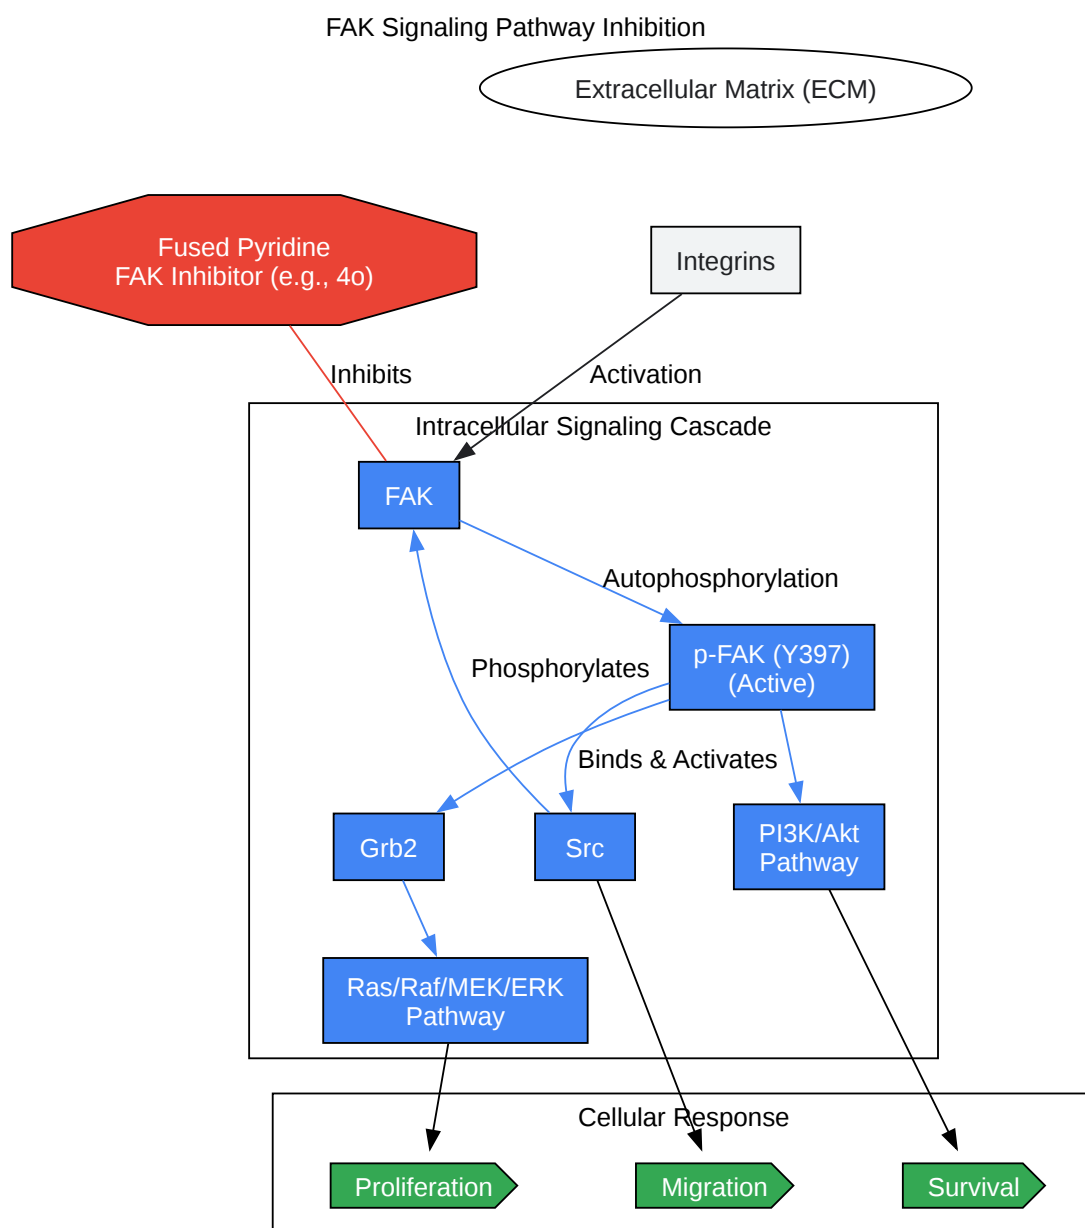 FAK Signaling Pathway Inhibition
Extracellular Matrix (ECM)
Fused Pyridine
FAK Inhibitor (e.g., 4o)
Integrins
Inhibits
Activation
Intracellular Signaling Cascade
FAK
Autophosphorylation
p-FAK (Y397)
(Active)
Phosphorylates
Binds & Activates
Grb2
Src
PI3K/Akt
Pathway
Ras/Raf/MEK/ERK
Pathway
Cellular Response
Proliferation
Migration
Survival